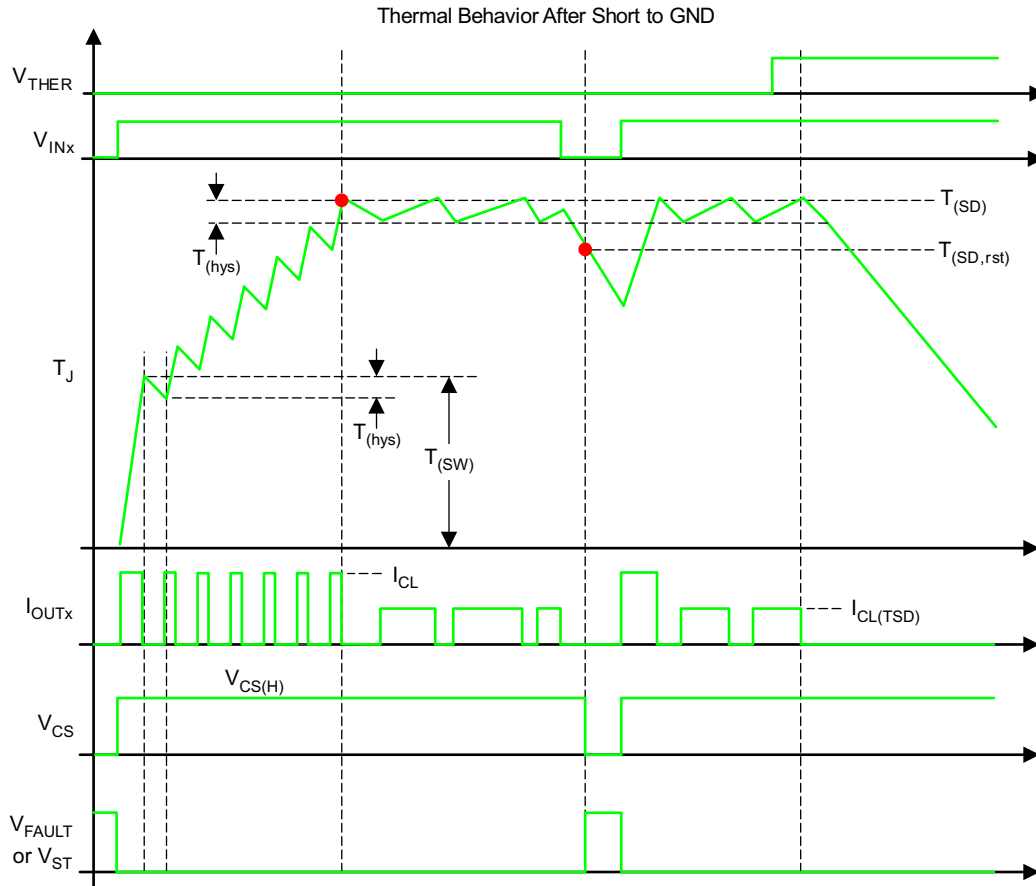 Thermal Behavior After Short to GND
V_THER
V_INx
T_(SD)
T_(hys)
T_(SD,rst)
T_J
T_(hys)
T_(SW)
I_CL
I_OUTx
I_CL(TSD)
V_CS(H)
V_CS
V_FAULT
or V_ST